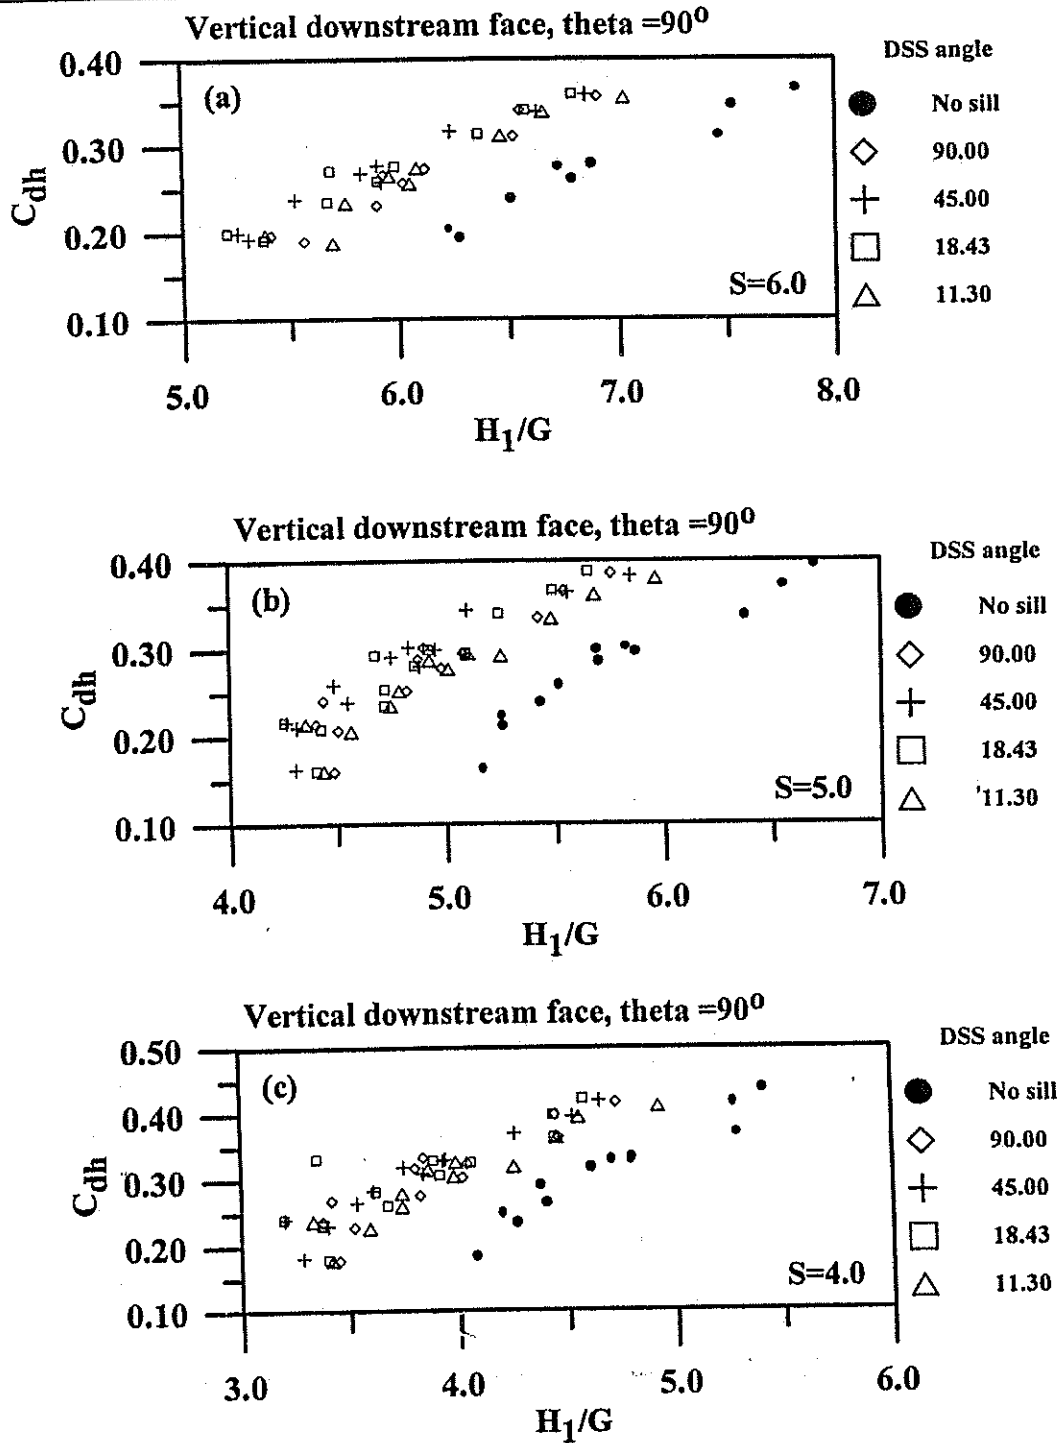 Vertical downstream face, theta =90⁰
DSS angle
0.40
(a)
No sill
0.30
90.00
45.00
C_dh
0.20
18.43
S=6.0
11.30
0.10
5.0 6.0 7.0 8.0
H₁/G
Vertical downstream face, theta =90⁰
DSS angle
0.40
(b)
No sill
0.30
90.00
45.00
C_dh
0.20
18.43
S=5.0
11.30
0.10
4.0 5.0 6.0 7.0
H₁/G
Vertical downstream face, theta =90⁰
DSS angle
0.50
(c)
No sill
0.40
90.00
0.30
45.00
C_dh
0.20
18.43
S=4.0
11.30
0.10
3.0 4.0 5.0 6.0
H₁/G